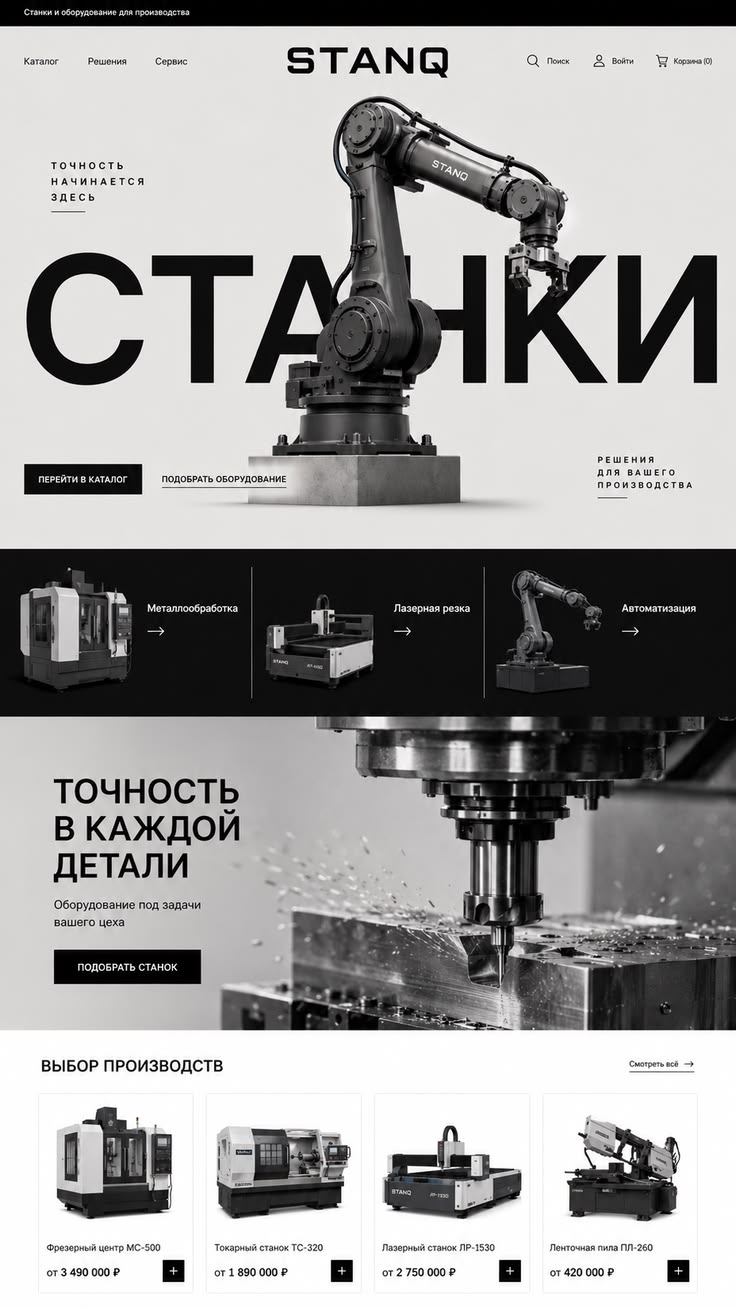 Станки и оборудование для производства
Каталог
Решения
Сервис
STANQ
Поиск
Войти
Корзина (0)
ТОЧНОСТЬ
НАЧИНАЕТСЯ
ЗДЕСЬ
STANQ
СТАНКИ
ПЕРЕЙТИ В КАТАЛОГ
ПОДОБРАТЬ ОБОРУДОВАНИЕ
РЕШЕНИЯ
ДЛЯ ВАШЕГО
ПРОИЗВОДСТВА
Металлообработка
STANQ
Лазерная резка
Автоматизация
ТОЧНОСТЬ
В КАЖДОЙ
ДЕТАЛИ
Оборудование под задачи
вашего цеха
ПОДОБРАТЬ СТАНОК
ВЫБОР ПРОИЗВОДСТВ
Смотреть всё
STANQ
Фрезерный центр МС-500
Токарный станок ТС-320
Лазерный станок ЛР-1530
Ленточная пила ПЛ-260
от 3 490 000 ₽
от 1 890 000 ₽
от 2 750 000 ₽
от 420 000 ₽